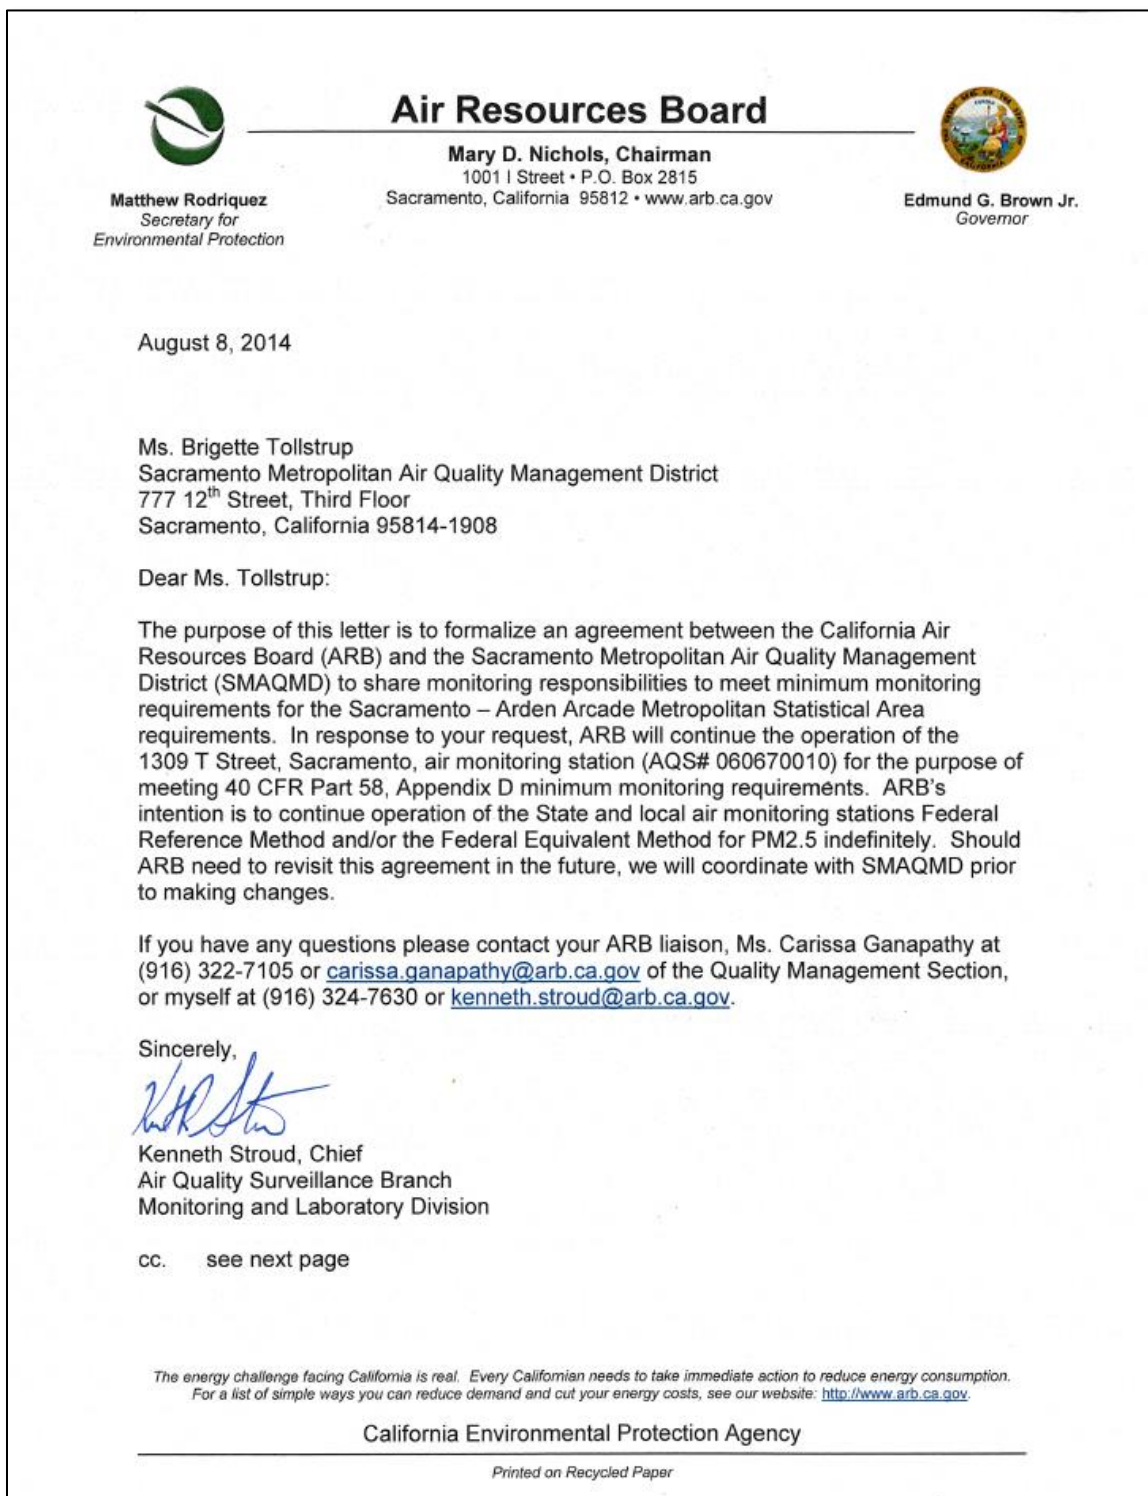 Air Resources Board
Mary D. Nichols, Chairman
1001 I Street • P.O. Box 2815
Sacramento, California 95812 • www.arb.ca.gov
Matthew Rodriquez
Secretary for
Environmental Protection
Edmund G. Brown Jr.
Governor
August 8, 2014
Ms. Brigette Tollstrup
Sacramento Metropolitan Air Quality Management District
777 12th Street, Third Floor
Sacramento, California 95814-1908
Dear Ms. Tollstrup:
The purpose of this letter is to formalize an agreement between the California Air
Resources Board (ARB) and the Sacramento Metropolitan Air Quality Management
District (SMAQMD) to share monitoring responsibilities to meet minimum monitoring
requirements for the Sacramento – Arden Arcade Metropolitan Statistical Area
requirements. In response to your request, ARB will continue the operation of the
1309 T Street, Sacramento, air monitoring station (AQS# 060670010) for the purpose of
meeting 40 CFR Part 58, Appendix D minimum monitoring requirements. ARB's
intention is to continue operation of the State and local air monitoring stations Federal
Reference Method and/or the Federal Equivalent Method for PM2.5 indefinitely. Should
ARB need to revisit this agreement in the future, we will coordinate with SMAQMD prior
to making changes.
If you have any questions please contact your ARB liaison, Ms. Carissa Ganapathy at
(916) 322-7105 or carissa.ganapathy@arb.ca.gov of the Quality Management Section,
or myself at (916) 324-7630 or kenneth.stroud@arb.ca.gov.
Sincerely,
Kenneth Stroud, Chief
Air Quality Surveillance Branch
Monitoring and Laboratory Division
cc. see next page
The energy challenge facing California is real. Every Californian needs to take immediate action to reduce energy consumption.
For a list of simple ways you can reduce demand and cut your energy costs, see our website: http://www.arb.ca.gov.
California Environmental Protection Agency
Printed on Recycled Paper